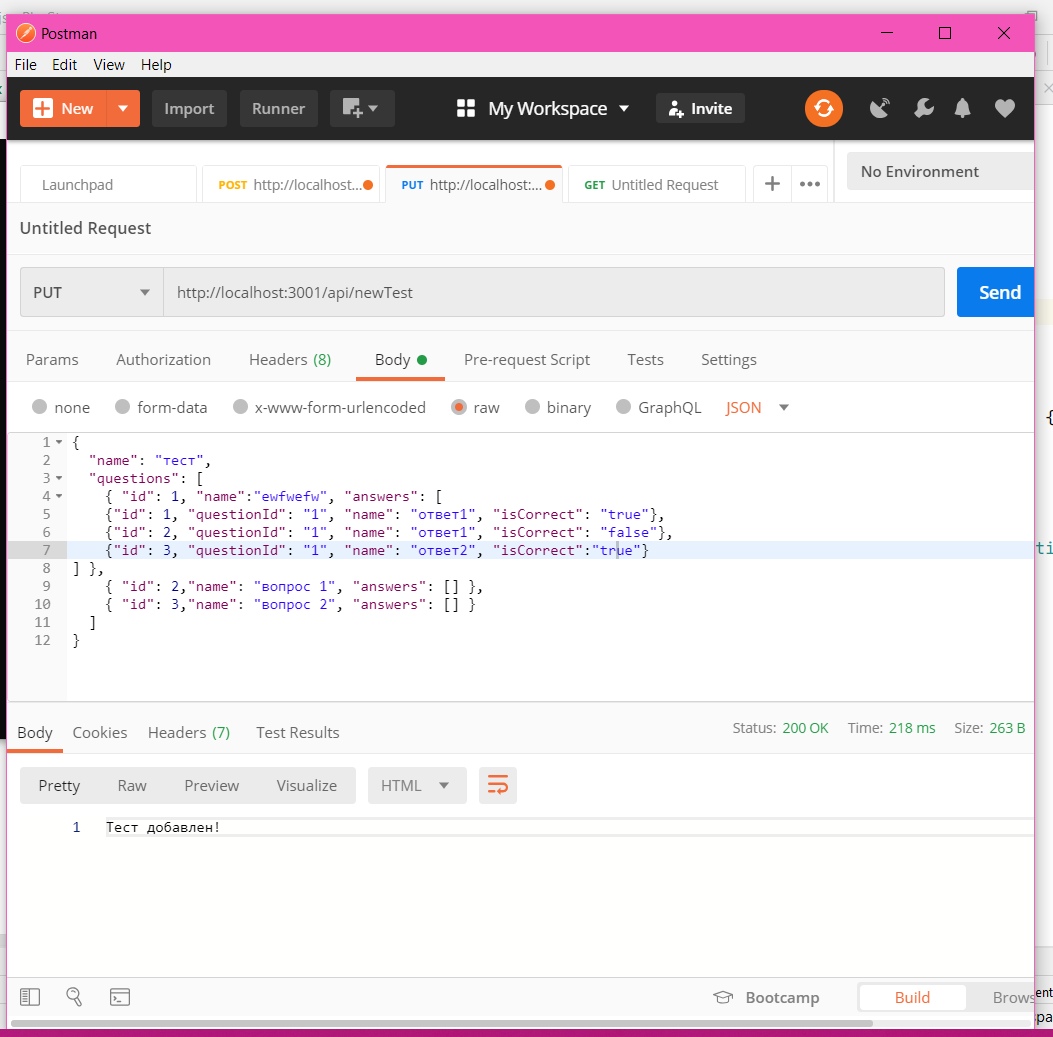 Postman
File Edit View Help
New Import Runner My Workspace Invite
Launchpad POST http://localhost... PUT http://localhost:... GET Untitled Request + ••• No Environment
Untitled Request
PUT http://localhost:3001/api/newTest Send
Params Authorization Headers (8) Body Pre-request Script Tests Settings
none form-data x-www-form-urlencoded raw binary GraphQL JSON
1 {
2 "name": "тест",
3 "questions": [
4 { "id": 1, "name":"ewfwefw", "answers": [
5 {"id": 1, "questionId": "1", "name": "ответ1", "isCorrect": "true"},
6 {"id": 2, "questionId": "1", "name": "ответ1", "isCorrect": "false"},
7 {"id": 3, "questionId": "1", "name": "ответ2", "isCorrect":"true"}
8 ] },
9 { "id": 2,"name": "вопрос 1", "answers": [] },
10 { "id": 3,"name": "вопрос 2", "answers": [] }
11 ]
12 }
Body Cookies Headers (7) Test Results Status: 200 OK Time: 218 ms Size: 263 B
Pretty Raw Preview Visualize HTML
1 Тест добавлен!
Bootcamp Build Brows